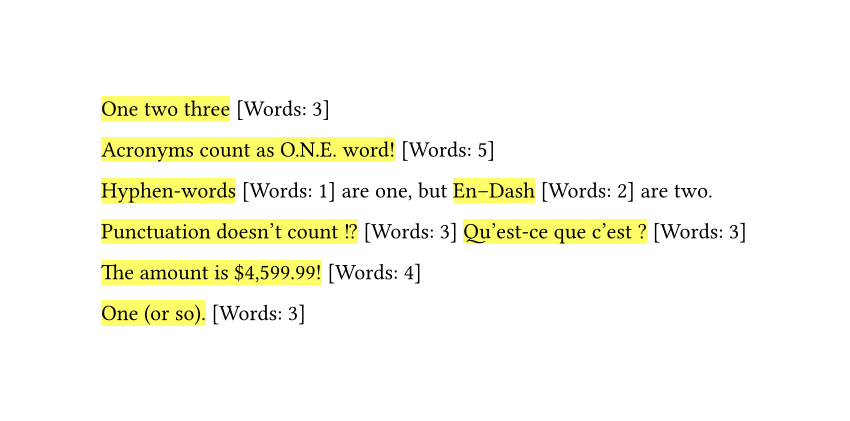 One two three [Words: 3]
Acronyms count as O.N.E. word! [Words: 5]
Hyphen-words [Words: 1] are one, but En–Dash [Words: 2] are two.
Punctuation doesn’t count !? [Words: 3] Qu’est-ce que c’est ? [Words: 3]
The amount is $4,599.99! [Words: 4]
One (or so). [Words: 3]